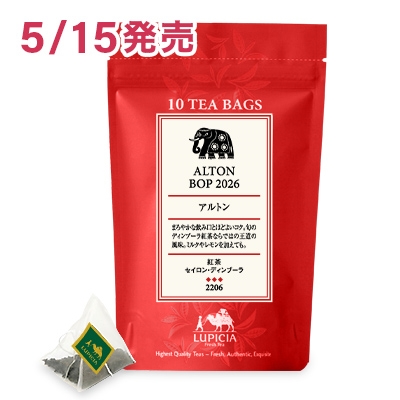 5/15発売
10 TEA BAGS
ALTON
BOP 2026
アルトン
まろやかな飲み口とほどよいコク。旬の
ディンブーラ紅茶ならではの王道の
風味。ミルクやレモンを加えても。
紅茶
セイロン・ディンブーラ
2206
LUPICIA
Fresh Tea
Highest Quality Teas – Fresh, Authentic, Exquisite
LUPICIA